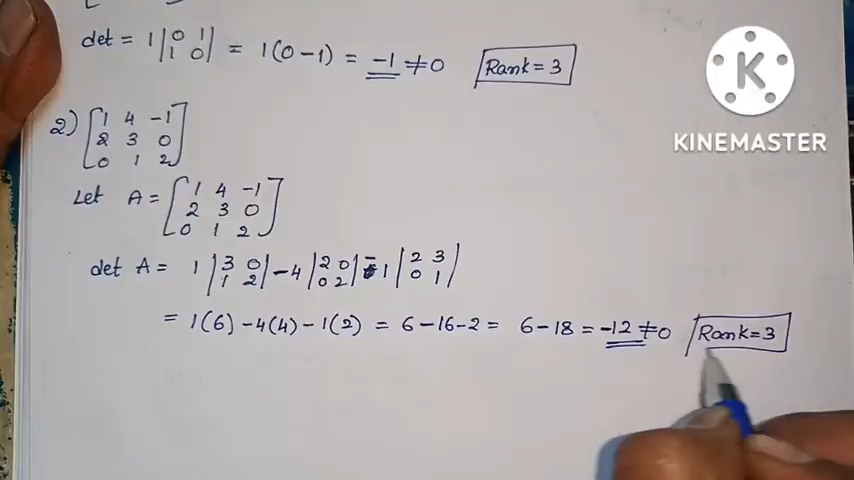 det = 1 |0 1| = 1(0-1) = -1 ≠0 Rank=3
|1 0|
2) [1 4 -1
2 3 0
0 1 2]
Let A = [1 4 -1
2 3 0
0 1 2]
det A = 1 |3 0| -4 |2 0| -1 |2 3|
|1 2| |0 2| |0 1|
= 1(6) -4(4) -1(2) = 6-16-2 = 6-18 = -12 ≠0 Rank=3
K
KINEMASTER